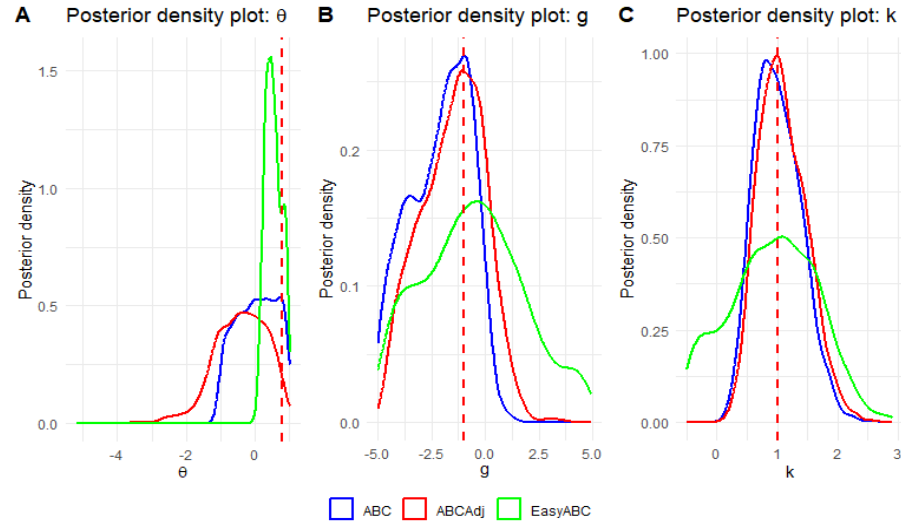 A
Posterior density plot: θ
Posterior density
1.5
1.0
0.5
0.0
-4
-2
0
θ
B
Posterior density plot: g
Posterior density
0.2
0.1
0.0
-5.0
-2.5
0.0
2.5
5.0
g
C
Posterior density plot: k
Posterior density
1.00
0.75
0.50
0.25
0.00
0
1
2
3
k
ABC ABCAdj EasyABC